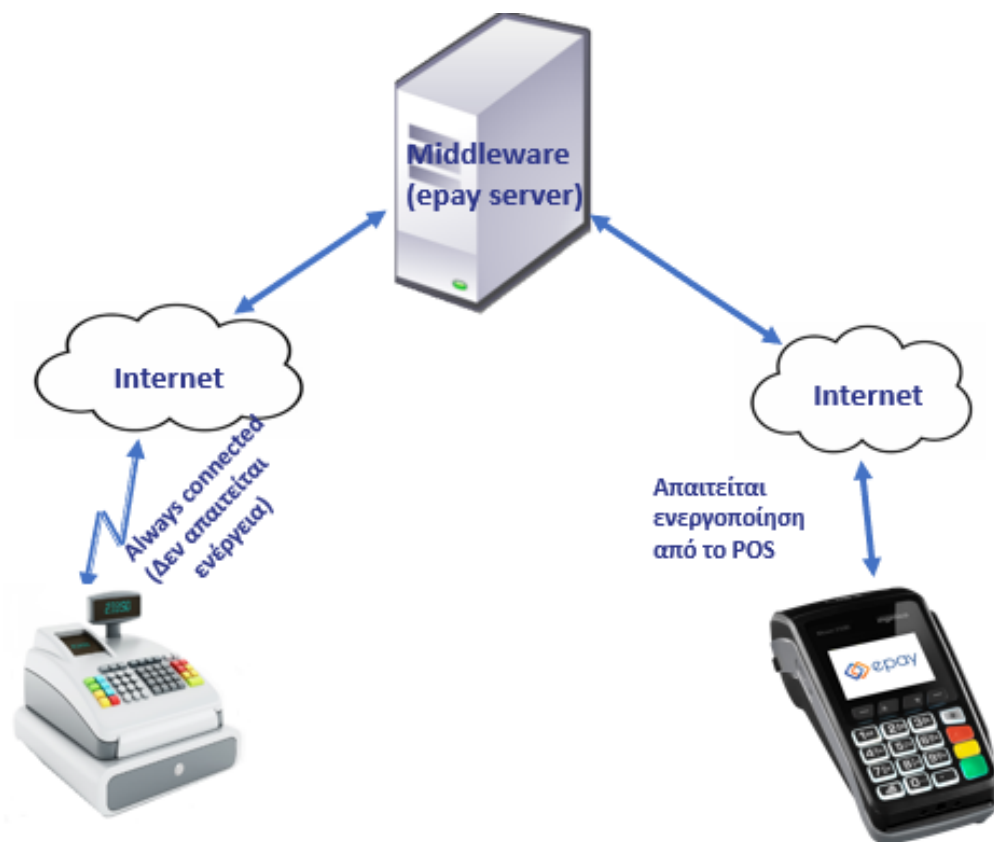 Middleware
(epay server)
Internet
Internet
Always connected
(Δεν απαιτείται
ενέργεια)
Απαιτείται
ενεργοποίηση
από το POS
epay